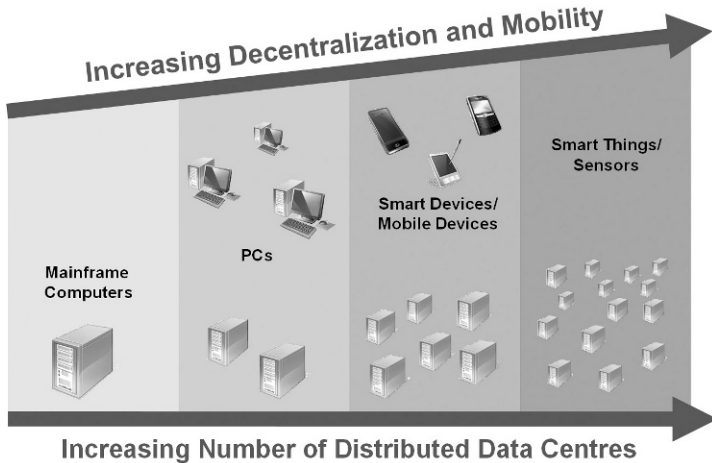 Increasing Decentralization and Mobility
Mainframe
Computers
PCs
Smart Devices/
Mobile Devices
Smart Things/
Sensors
Increasing Number of Distributed Data Centres